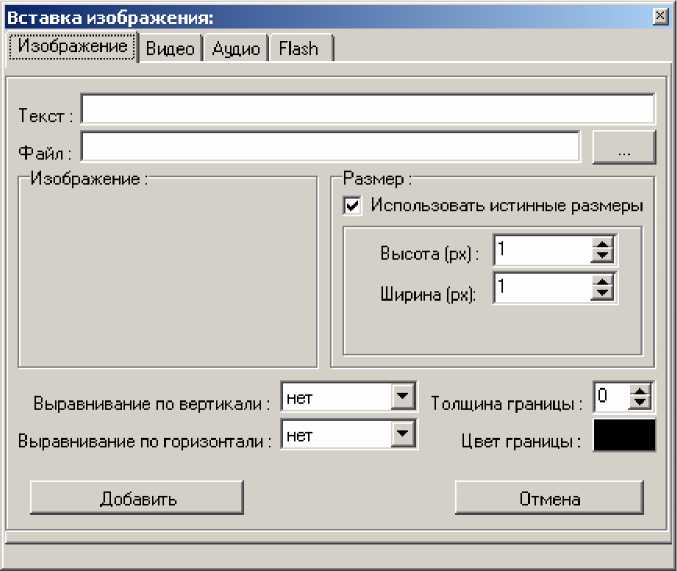 Вставка изображения:
Изображение Видео Аудио Flash
Текст :
Файл : ...
Изображение : Размер :
Использовать истинные размеры
Высота (px) : 1
Ширина (px): 1
Выравнивание по вертикали : нет Толщина границы : 0
Выравнивание по горизонтали : нет Цвет границы :
Добавить Отмена